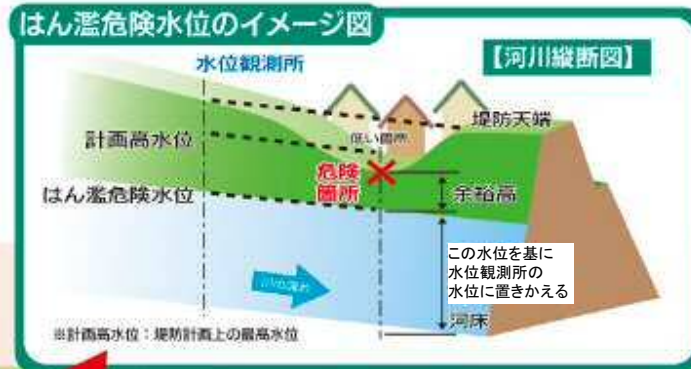 はん濫危険水位のイメージ図
【河川縦断図】
水位観測所
堤防天端
計画高水位
低い箇所
危険
箇所
はん濫危険水位
余裕高
この水位を基に
水位観測所の
水位に置きかえる
川の流れ
河床
※計画高水位：堤防計画上の最高水位